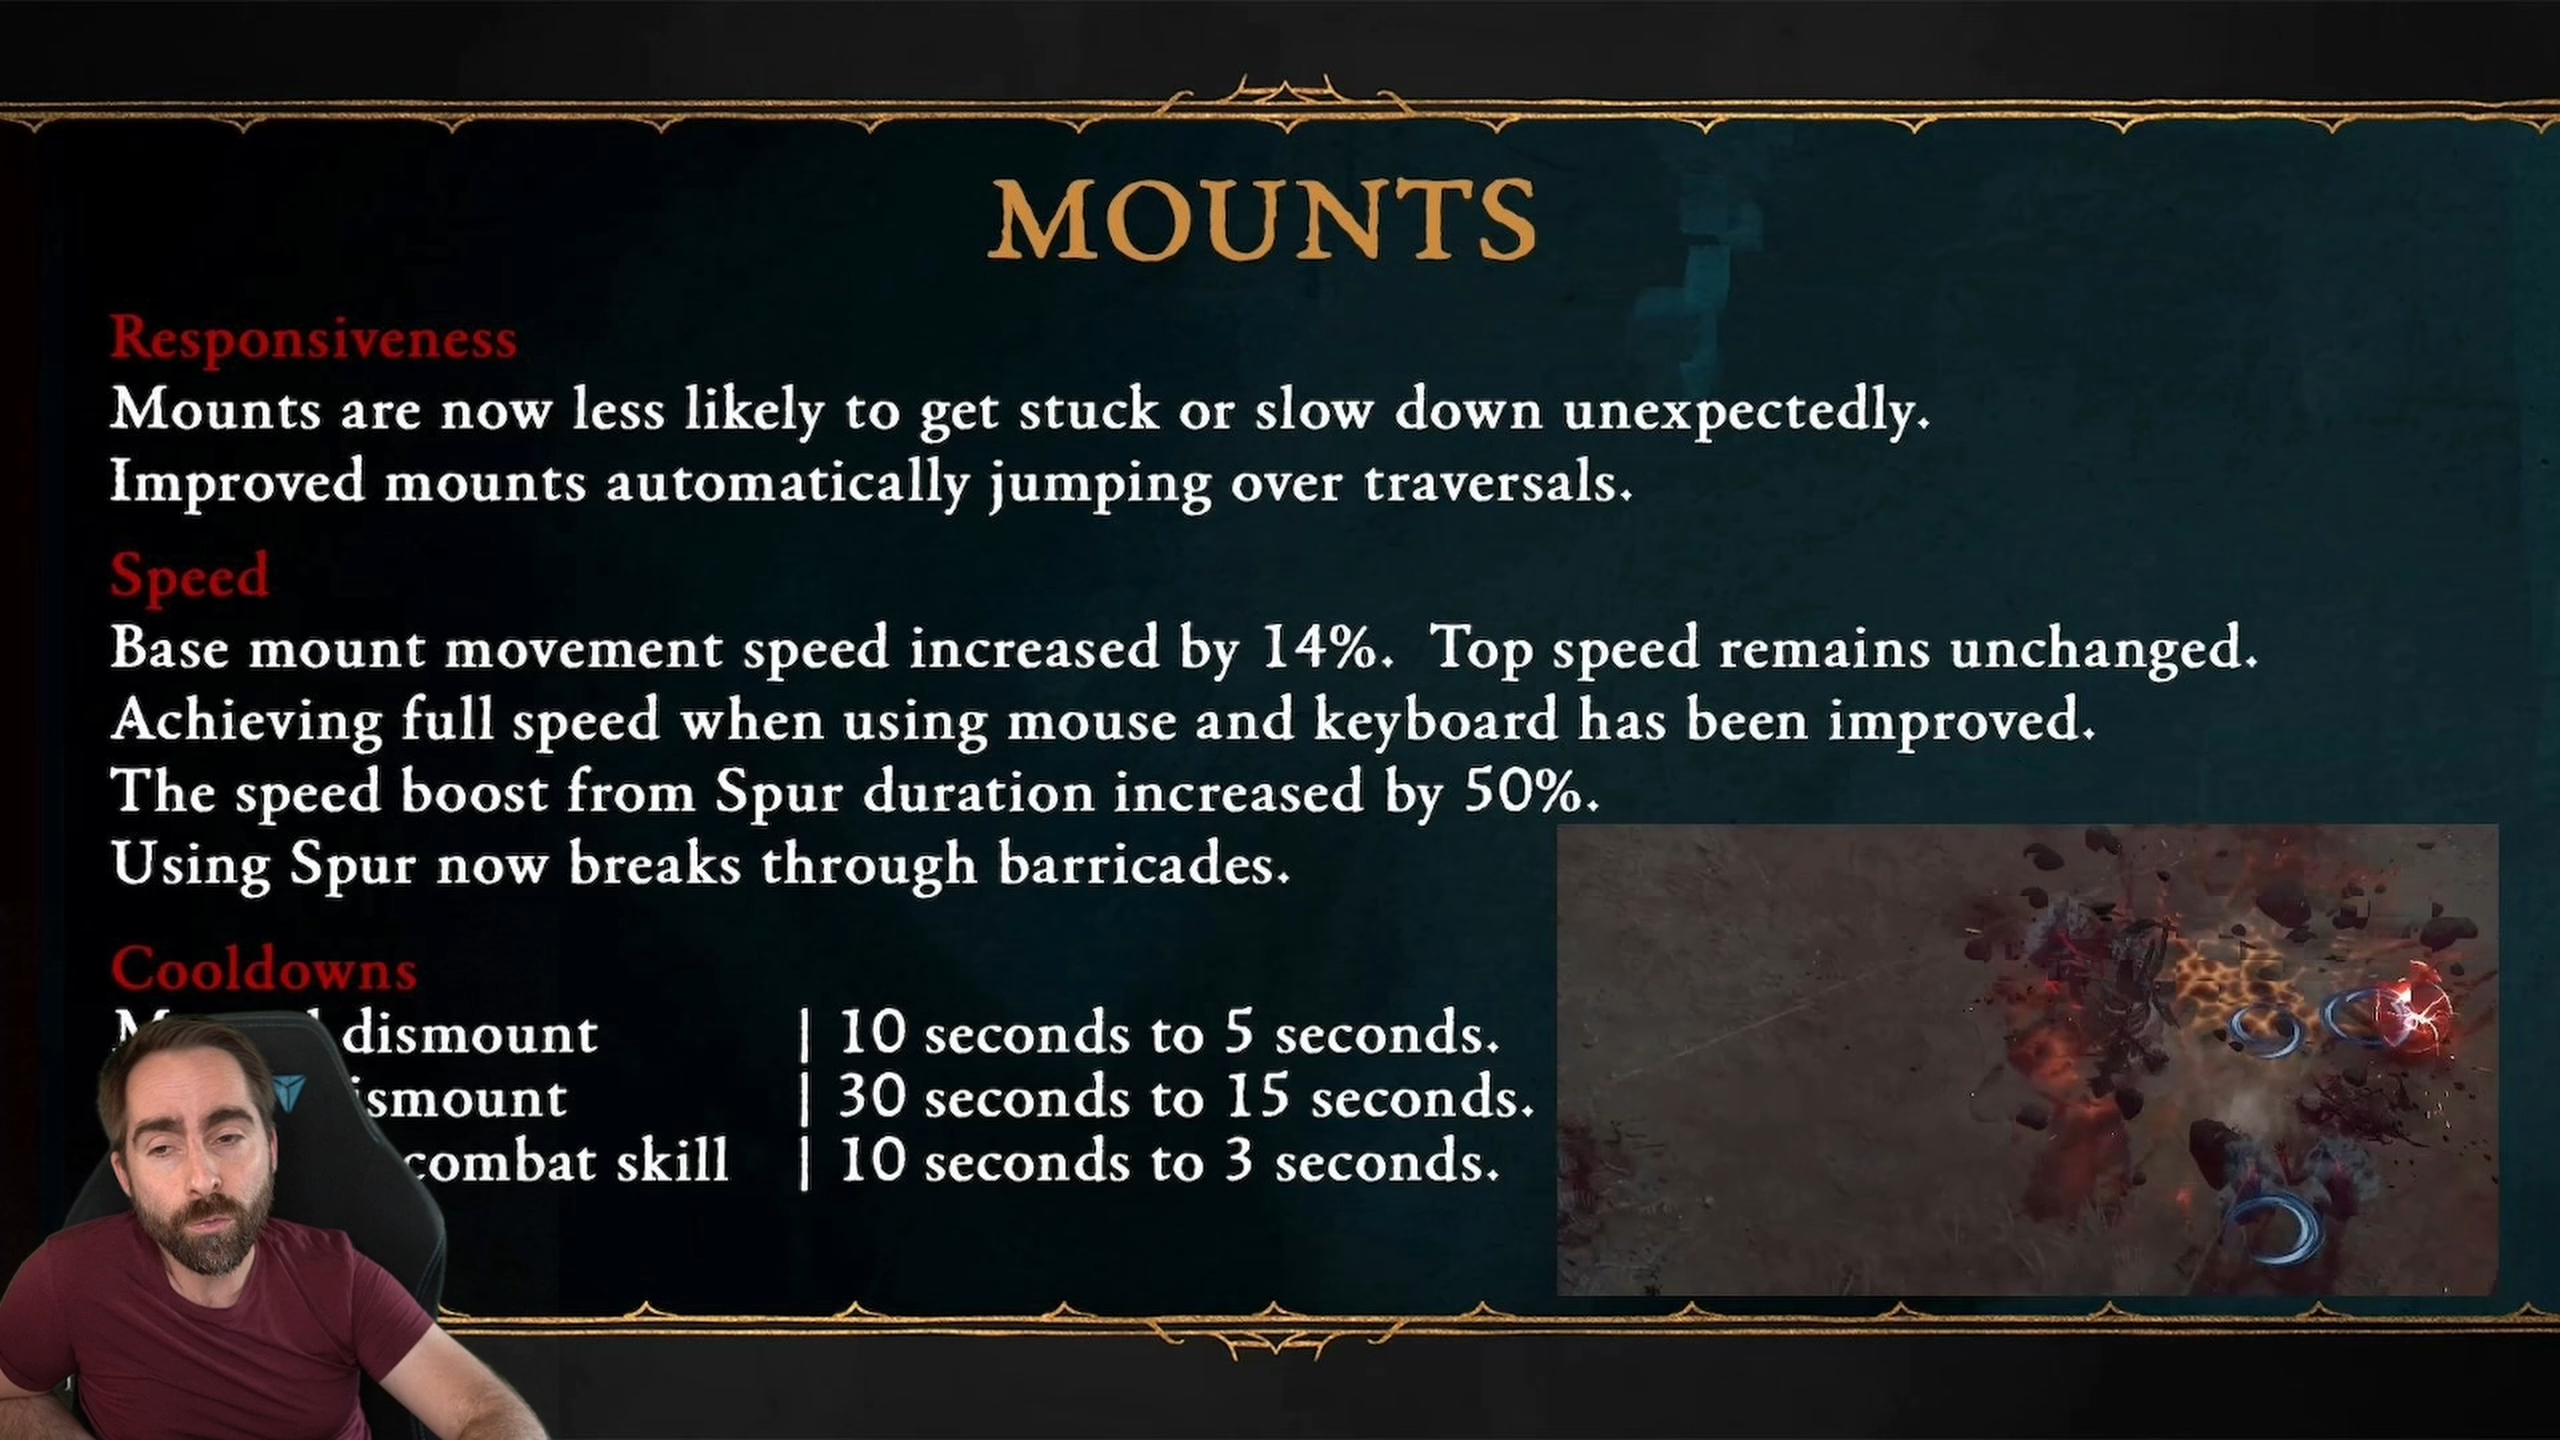 MOUNTS
Responsiveness
Mounts are now less likely to get stuck or slow down unexpectedly.
Improved mounts automatically jumping over traversals.
Speed
Base mount movement speed increased by 14%. Top speed remains unchanged.
Achieving full speed when using mouse and keyboard has been improved.
The speed boost from Spur duration increased by 50%.
Using Spur now breaks through barricades.
Cooldowns
dismount | 10 seconds to 5 seconds.
| 30 seconds to 15 seconds.
combat skill | 10 seconds to 3 seconds.